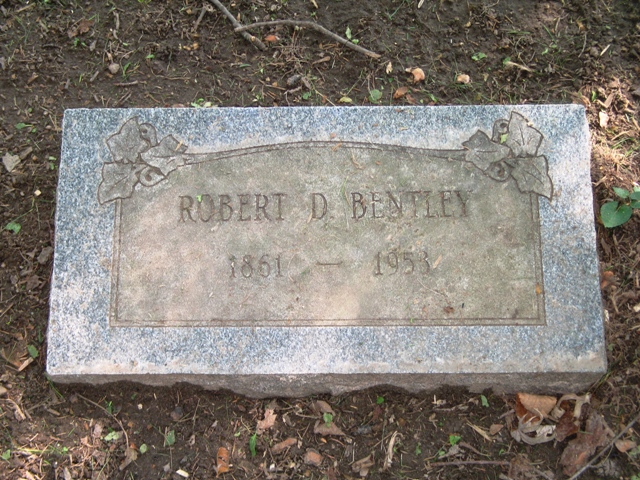 ROBERT D. BENTLEY
1861 — 1953